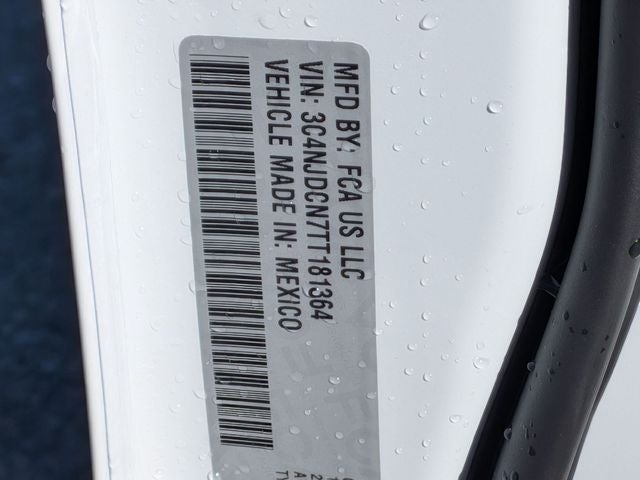 MFD BY: FCA US LLC
VIN: 3C4NJDCN7TT181364
VEHICLE MADE IN: MEXICO